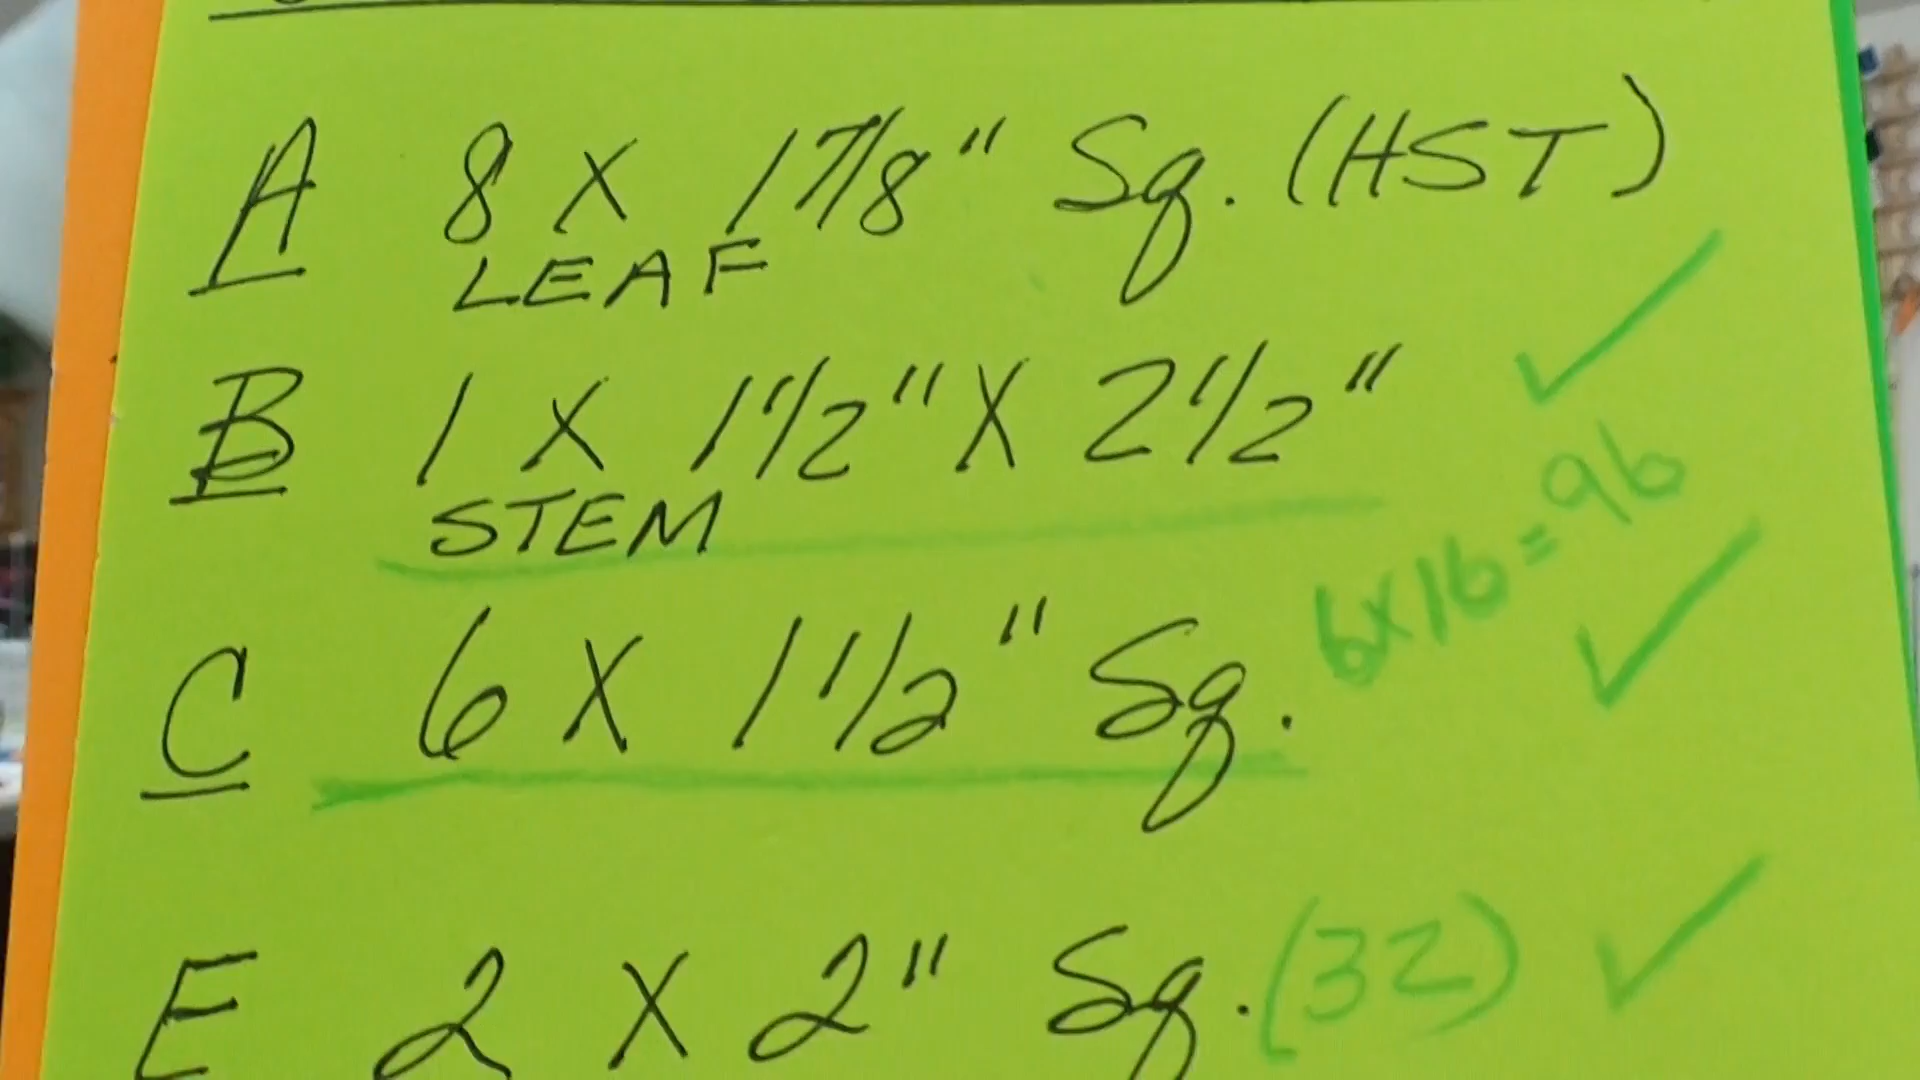 A 8 X 1 7/8" Sq. (HST)
LEAF
B 1 X 1 1/2" X 2 1/2"
STEM
6x16=96
C 6 X 1 1/2" Sq.
E 2 X 2" Sq. (32)